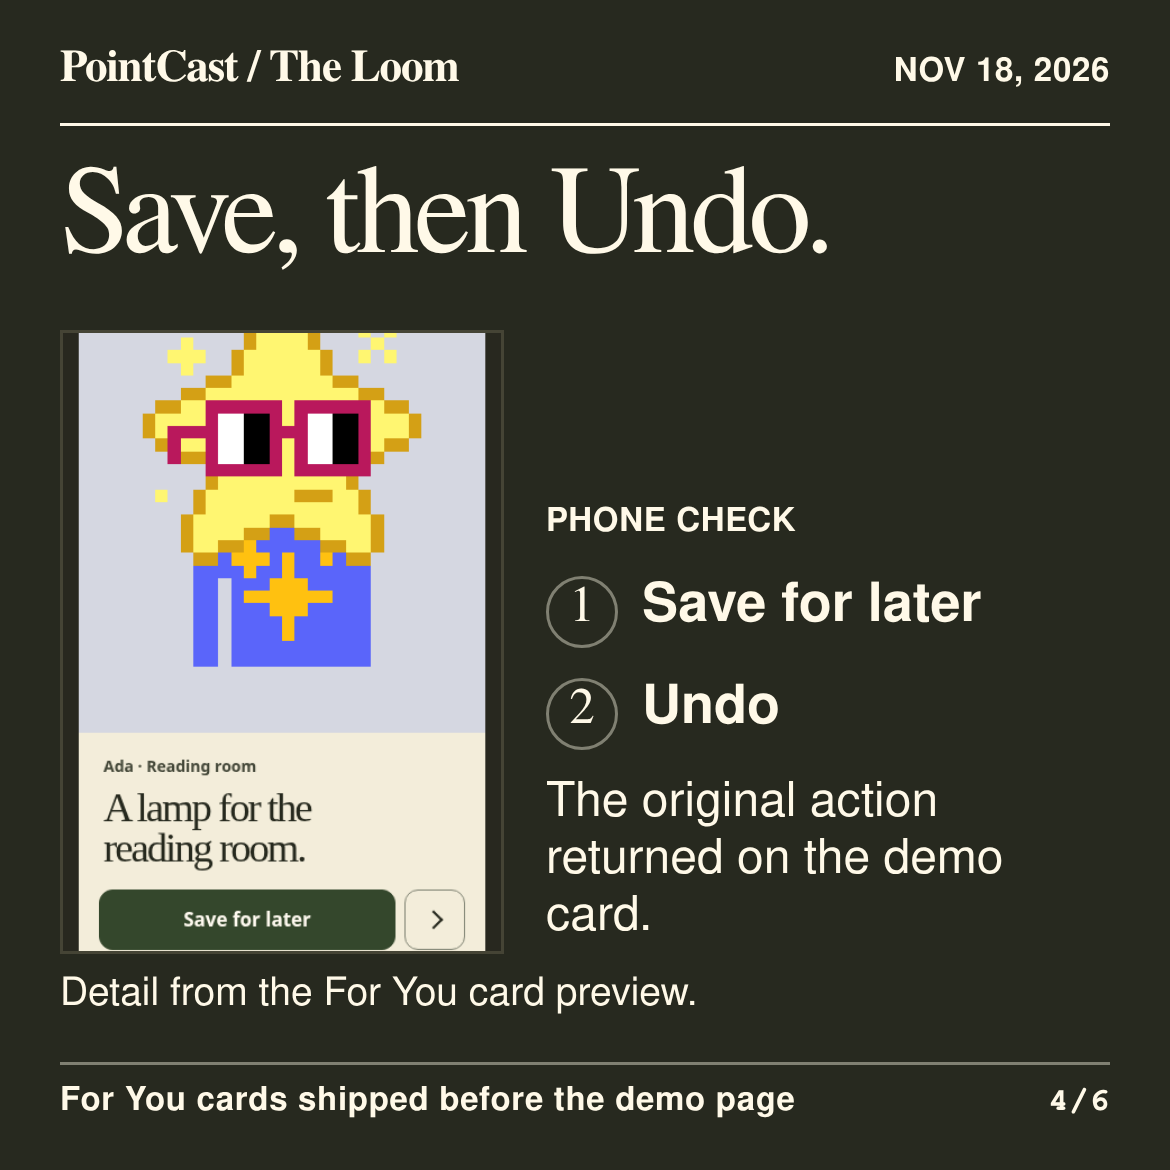 PointCast / The Loom
NOV 18, 2026
Save, then Undo.
Ada · Reading room
A lamp for the
reading room.
Save for later
PHONE CHECK
1 Save for later
2 Undo
The original action
returned on the demo
card.
Detail from the For You card preview.
For You cards shipped before the demo page
4/6